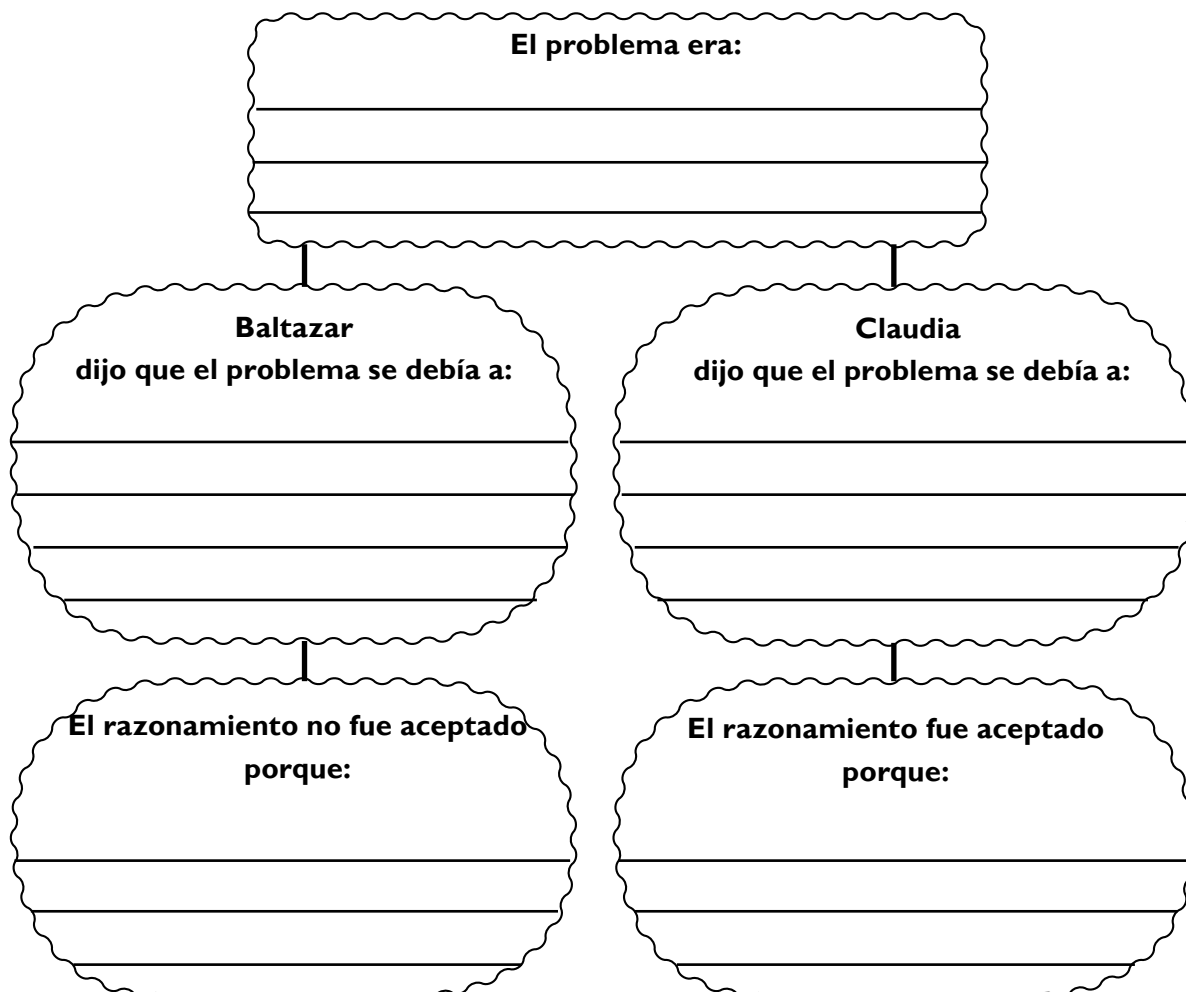 El problema era:
Baltazar
dijo que el problema se debía a:
Claudia
dijo que el problema se debía a:
El razonamiento no fue aceptado
porque:
El razonamiento fue aceptado
porque: